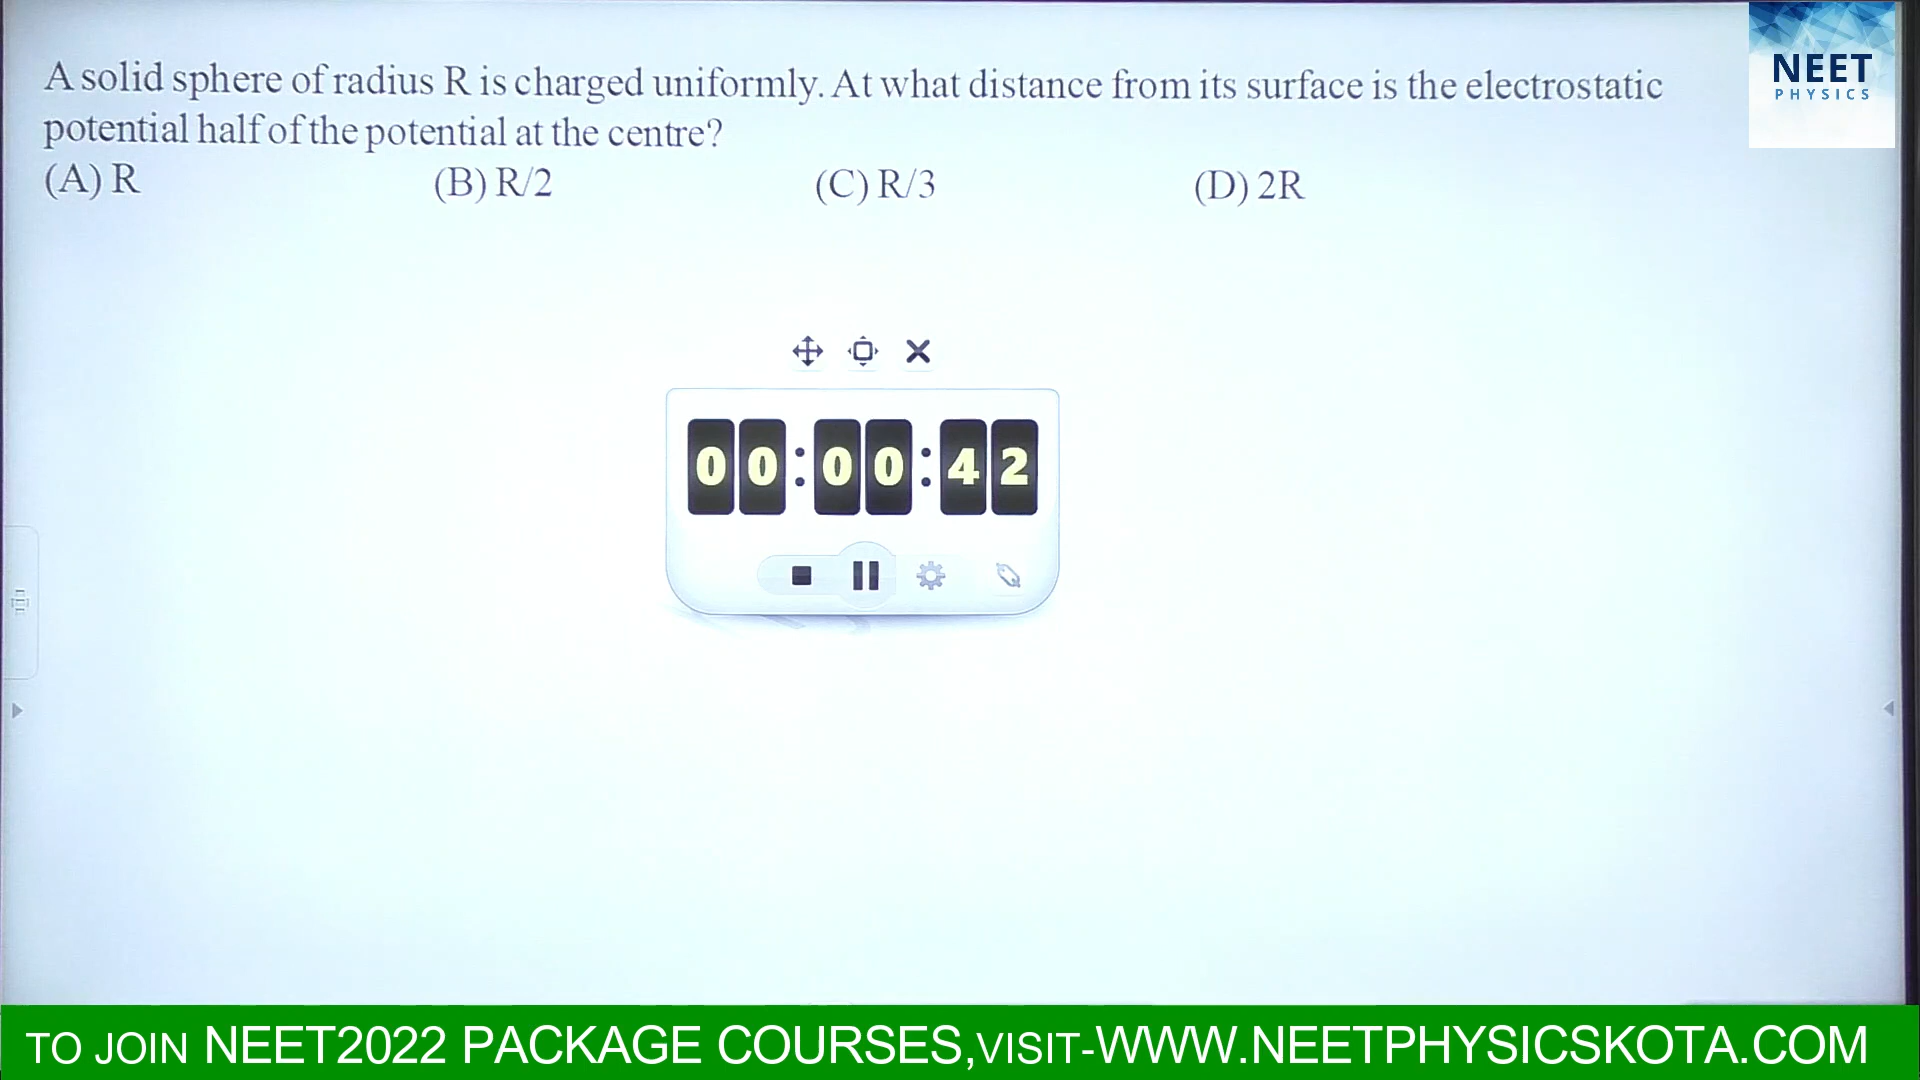 A solid sphere of radius R is charged uniformly. At what distance from its surface is the electrostatic
potential half of the potential at the centre?
(A) R (B) R/2 (C) R/3 (D) 2R
NEET
PHYSICS
00:00:42
TO JOIN NEET2022 PACKAGE COURSES,VISIT-WWW.NEETPHYSICSKOTA.COM